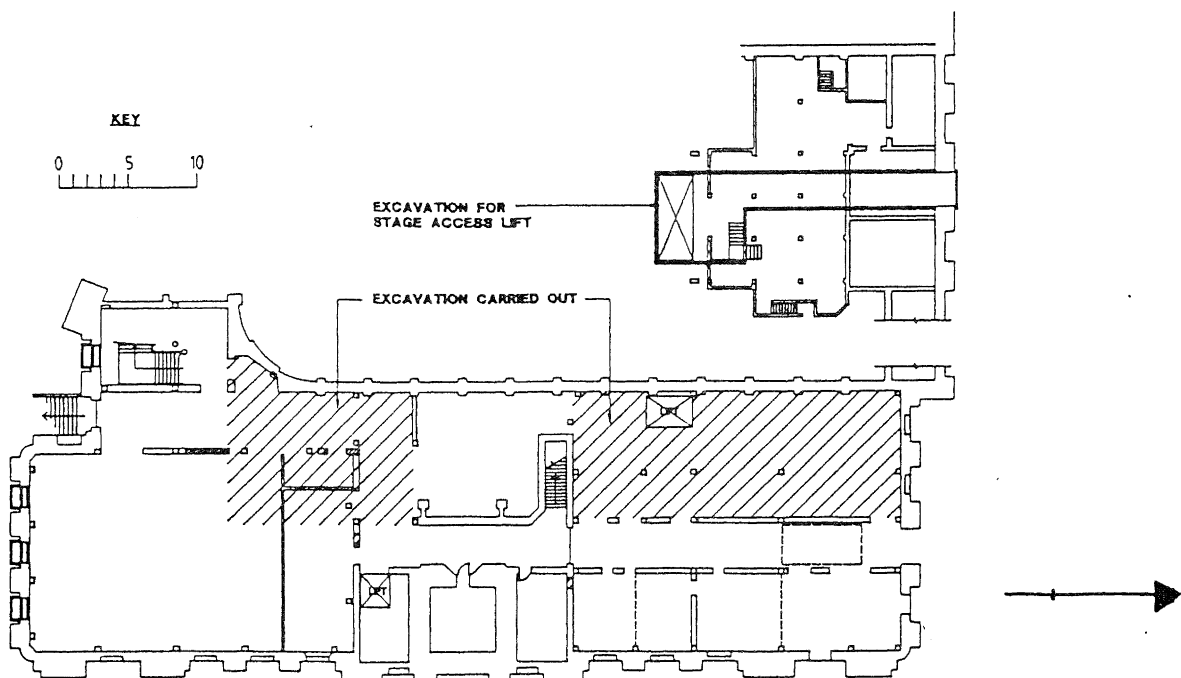 KEY
0 5 10
EXCAVATION FOR
STAGE ACCESS LIFT
EXCAVATION CARRIED OUT
LIFT
LIFT